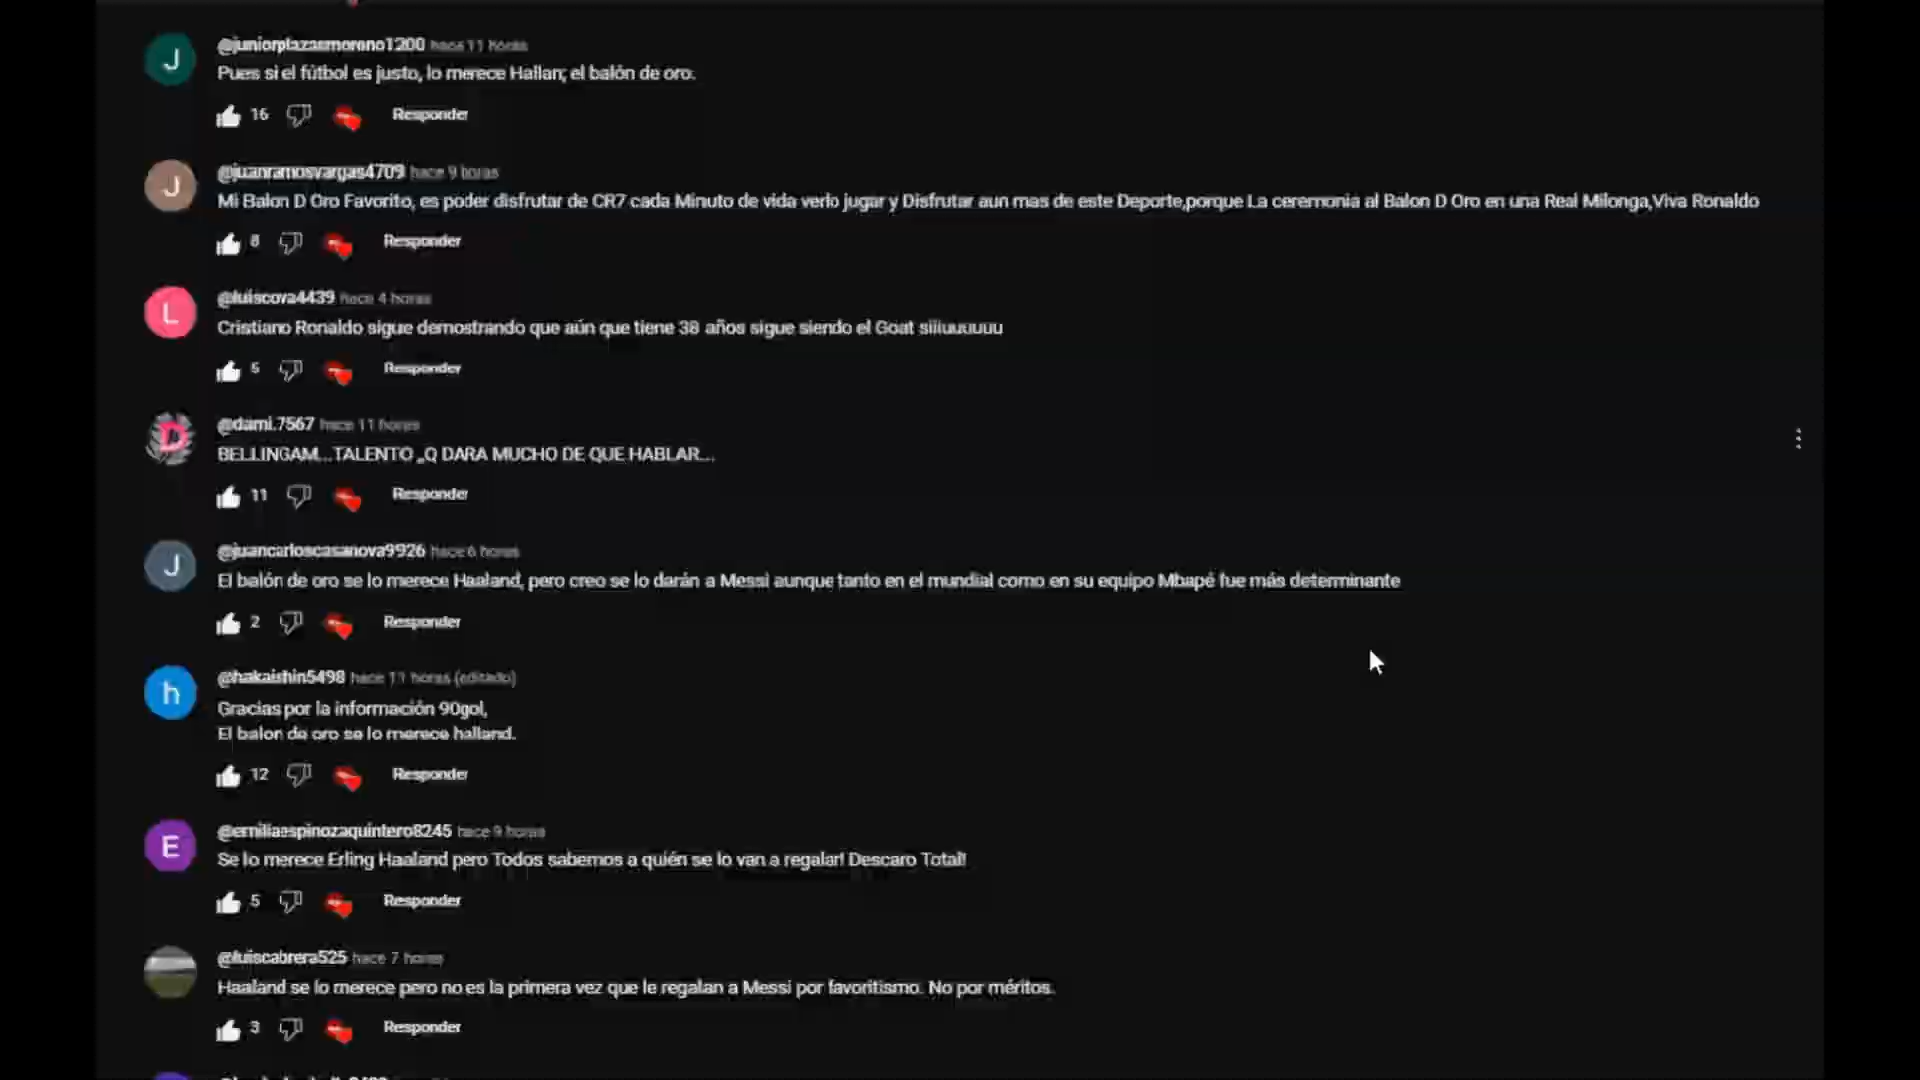 @juniorplazasmoreno1200 hace 11 horas
Pues si el fútbol es justo, lo merece Hallan; el balón de oro.
16 Responder
@juanramosvargas4709 hace 9 horas
Mi Balon D Oro Favorito, es poder disfrutar de CR7 cada Minuto de vida verlo jugar y Disfrutar aun mas de este Deporte,porque La ceremonia al Balon D Oro en una Real Milonga,Viva Ronaldo
8 Responder
@luiscova4439 hace 4 horas
Cristiano Ronaldo sigue demostrando que aún que tiene 38 años sigue siendo el Goat siiiuuuuuu
5 Responder
@dami.7567 hace 11 horas
BELLINGAM...TALENTO ,,Q DARA MUCHO DE QUE HABLAR...
11 Responder
@juancarloscasanova9926 hace 6 horas
El balón de oro se lo merece Haaland, pero creo se lo darán a Messi aunque tanto en el mundial como en su equipo Mbapé fue más determinante
2 Responder
@hakaishin5498 hace 11 horas (editado)
Gracias por la información 90gol,
El balon de oro se lo merece halland.
12 Responder
@emiliaespinozaquintero8245 hace 9 horas
Se lo merece Erling Haaland pero Todos sabemos a quién se lo van a regalar! Descaro Total!
5 Responder
@luiscabrera525 hace 7 horas
Haaland se lo merece pero no es la primera vez que le regalan a Messi por favoritismo. No por méritos.
3 Responder